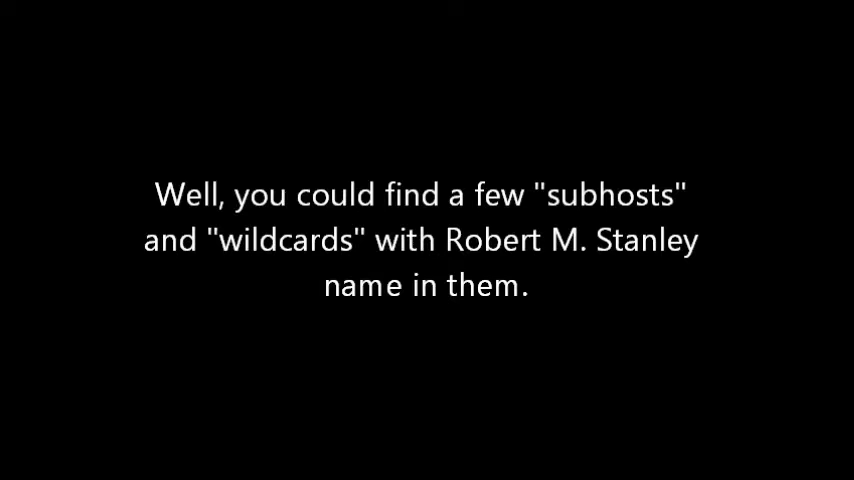 Well, you could find a few "subhosts"
and "wildcards" with Robert M. Stanley
name in them.